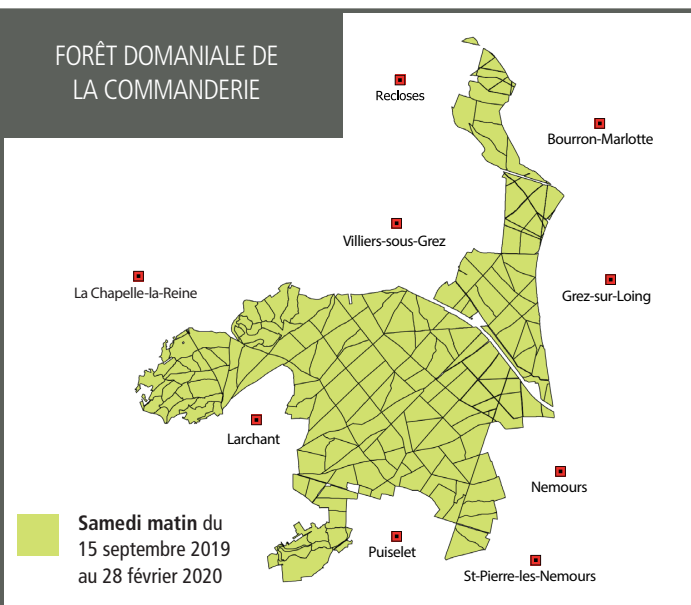 FORÊT DOMANIALE DE
LA COMMANDERIE
Recloses
Bourron-Marlotte
Villiers-sous-Grez
La Chapelle-la-Reine
Grez-sur-Loing
Larchant
Nemours
Puiselet
St-Pierre-les-Nemours
Samedi matin du
15 septembre 2019
au 28 février 2020